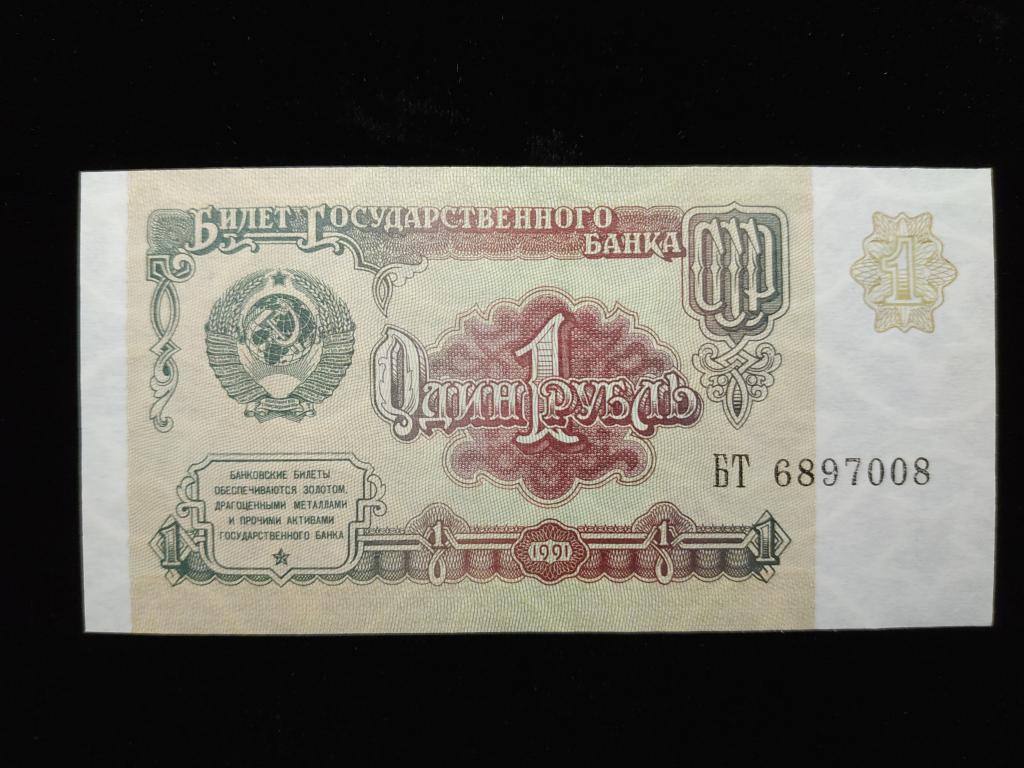 Билет Государственного
Банка
СССР
1
Один Рубль
1
БТ 6897008
БАНКОВСКИЕ БИЛЕТЫ
ОБЕСПЕЧИВАЮТСЯ ЗОЛОТОМ,
ДРАГОЦЕННЫМИ МЕТАЛЛАМИ
И ПРОЧИМИ АКТИВАМИ
ГОСУДАРСТВЕННОГО БАНКА
1 1 1991 1 1